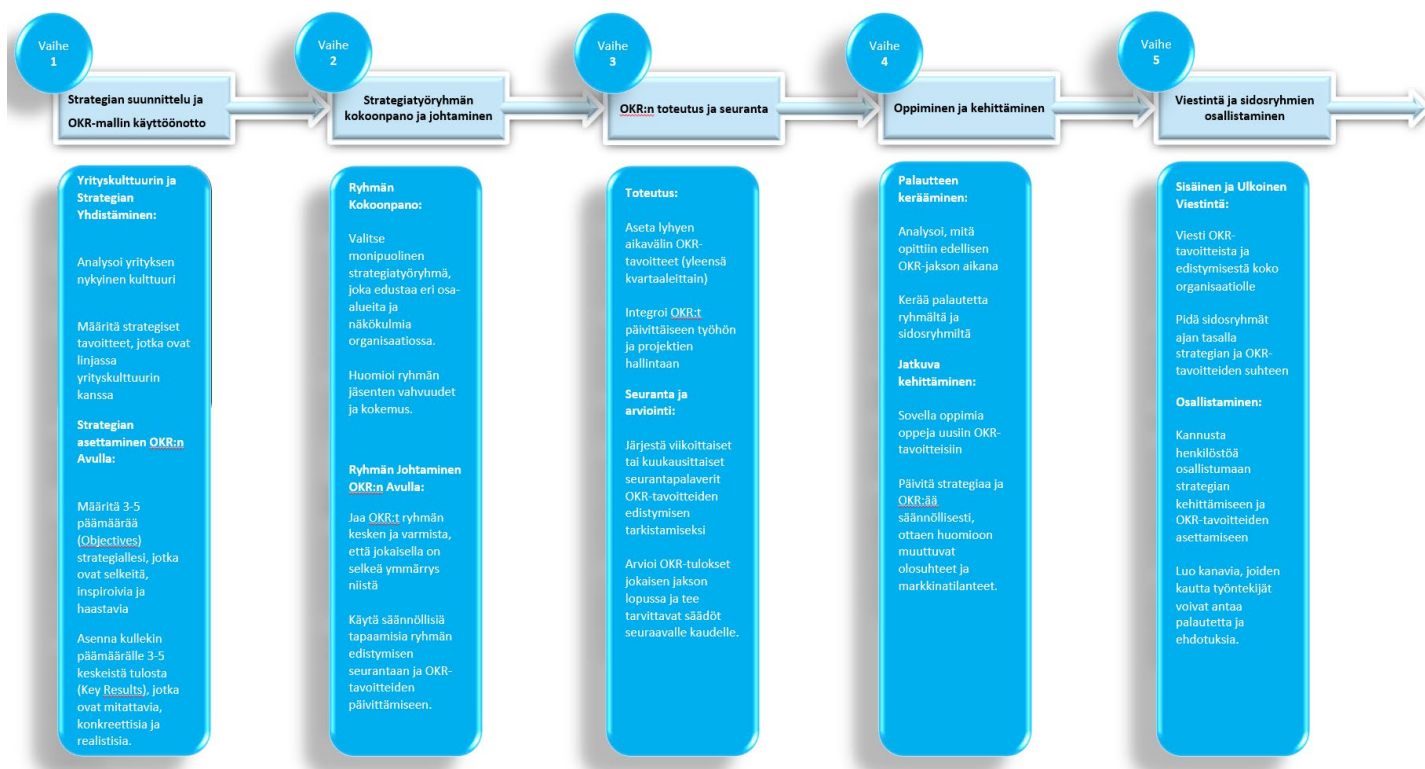 Vaihe
1
Strategian suunnittelu ja
OKR-mallin käyttöönotto
Vaihe
2
Strategiatyöryhmän
kokoonpano ja johtaminen
Vaihe
3
OKR:n toteutus ja seuranta
Vaihe
4
Oppiminen ja kehittäminen
Vaihe
5
Viestintä ja sidosryhmien
osallistaminen
Yrityskulttuurin ja
Strategian
Yhdistäminen:
Analysoi yrityksen
nykyinen kulttuuri
Määritä strategiset
tavoitteet, jotka ovat
linjassa
yrityskulttuurin
kanssa
Strategian
asettaminen OKR:n
Avulla:
Määritä 3-5
päämäärää
(Objectives)
strategiallesi, jotka
ovat selkeitä,
inspiroivia ja
haastavia
Asenna kullekin
päämäärälle 3-5
keskeistä tulosta
(Key Results), jotka
ovat mitattavia,
konkreettisia ja
realistisia.
Ryhmän
Kokoonpano:
Valitse
monipuolinen
strategiatyöryhmä,
joka edustaa eri osa-
alueita ja
näkökulmia
organisaatiossa.
Huomioi ryhmän
jäsenten vahvuudet
ja kokemus.
Ryhmän Johtaminen
OKR:n Avulla:
Jaa OKR:t ryhmän
kesken ja varmista,
että jokaisella on
selkeä ymmärrys
niistä
Käytä säännöllisiä
tapaamisia ryhmän
edistymisen
seurantaan ja OKR-
tavoitteiden
päivittämiseen.
Toteutus:
Aseta lyhyen
aikavälin OKR-
tavoitteet (yleensä
kvartaaleittain)
Integroi OKR:t
päivittäiseen työhön
ja projektien
hallintaan
Seuranta ja
arviointi:
Järjestä viikoittaiset
tai kuukausittaiset
seurantapalaverit
OKR-tavoitteiden
edistymisen
tarkistamiseksi
Arvioi OKR-tulokset
jokaisen jakson
lopussa ja tee
tarvittavat säädöt
seuraavalle kaudelle.
Palautteen
kerääminen:
Analysoi, mitä
opittiin edellisen
OKR-jakson aikana
Kerää palautetta
ryhmältä ja
sidosryhmiltä
Jatkuva
kehittäminen:
Sovella oppimia
oppeja uusiin OKR-
tavoitteisiin
Päivitä strategiaa ja
OKR:ää
säännöllisesti,
ottaen huomioon
muuttuvat
olosuhteet ja
markkinatilanteet.
Sisäinen ja Ulkoinen
Viestintä:
Viesti OKR-
tavoitteista ja
edistymisestä koko
organisaatiolle
Pidä sidosryhmät
ajan tasalla
strategian ja OKR-
tavoitteiden suhteen
Osallistaminen:
Kannusta
henkilöstöä
osallistumaan
strategian
kehittämiseen ja
OKR-tavoitteiden
asettamiseen
Luo kanavia, joiden
kautta työntekijät
voivat antaa
palautetta ja
ehdotuksia.